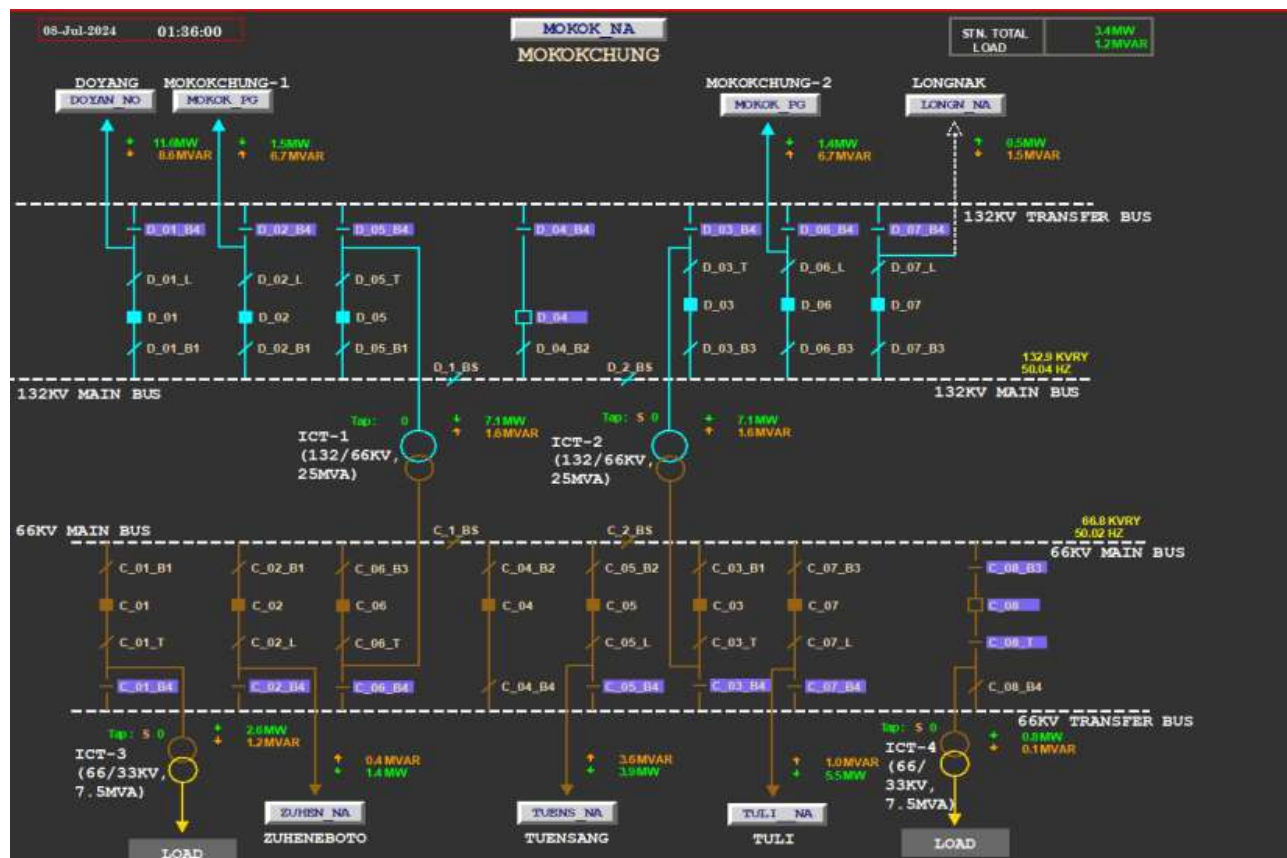 08-Jul-2024 01:36:00
MOKOK_NA
MOKOKCHUNG
STN. TOTAL LOAD
3.4MW
1.2MVAR
DOYANG
DOYAN_NO
MOKOKCHUNG-1
MOKOK_PG
MOKOKCHUNG-2
MOKOK_PG
LONGNAK
LONGN_NA
11.6MW
8.6MVAR
1.5MW
6.7MVAR
1.4MW
6.7MVAR
0.5MW
1.5MVAR
132KV TRANSFER BUS
D_01_B4 D_02_B4 D_05_B4 D_04_B4 D_03_B4 D_06_B4 D_07_B4
D_01_L D_02_L D_05_T D_03_T D_06_L D_07_L
D_01 D_02 D_05 D_04 D_03 D_06 D_07
D_01_B1 D_02_B1 D_05_B1 D_04_B2 D_03_B3 D_06_B3 D_07_B3
132.9 KVRY
50.04 HZ
D_1_BS D_2_BS
132KV MAIN BUS 132KV MAIN BUS
Tap: 0
7.1MW
1.6MVAR
ICT-1
(132/66KV,
25MVA)
Tap: S 0
7.1MW
1.6MVAR
ICT-2
(132/66KV,
25MVA)
66KV MAIN BUS
C_1_BS C_2_BS
66.8 KVRY
50.02 HZ
66KV MAIN BUS
C_01_B1 C_02_B1 C_06_B3 C_04_B2 C_05_B2 C_03_B1 C_07_B3 C_08_B3
C_01 C_02 C_06 C_04 C_05 C_03 C_07 C_08
C_01_T C_02_L C_06_T C_05_L C_03_T C_07_L C_08_T
C_01_B4 C_02_B4 C_06_B4 C_04_B4 C_05_B4 C_03_B4 C_07_B4 C_08_B4
66KV TRANSFER BUS
Tap: S 0
2.6MW
1.2MVAR
ICT-3
(66/33KV,
7.5MVA)
LOAD
0.4MVAR
1.4MW
ZUHEN_NA
ZUHENEBOTO
3.6MVAR
3.9MW
TUENS_NA
TUENSANG
1.0MVAR
5.5MW
TULI__NA
TULI
Tap: S 0
0.8MW
0.1MVAR
ICT-4
(66/
33KV,
7.5MVA)
LOAD